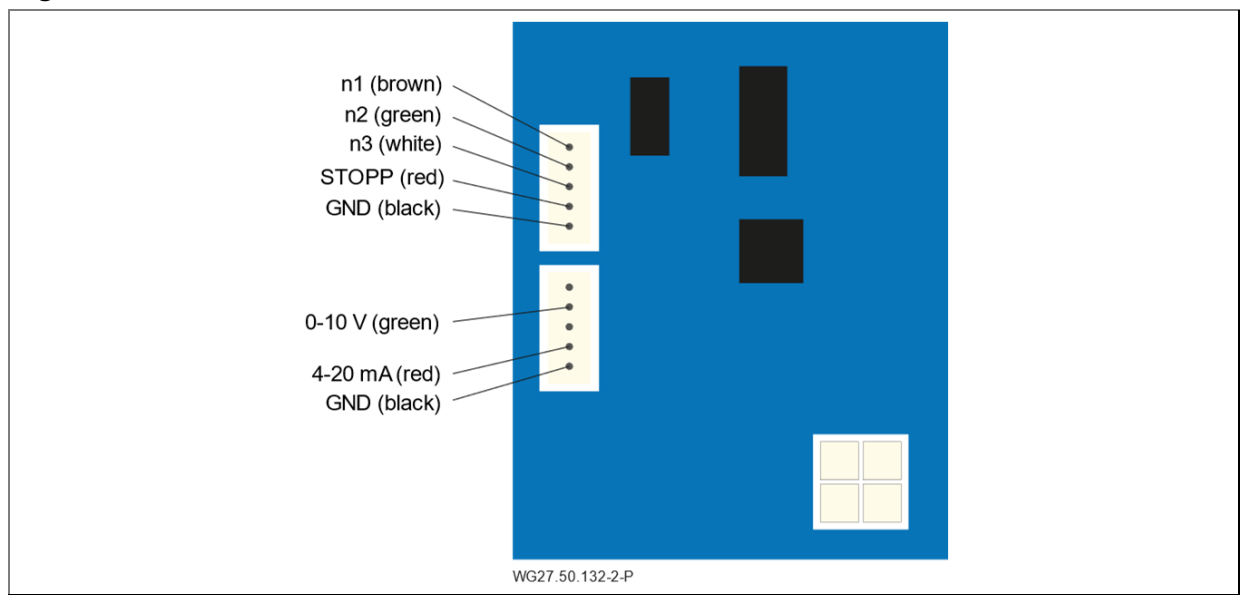 n1 (brown)
n2 (green)
n3 (white)
STOPP (red)
GND (black)
0-10 V (green)
4-20 mA (red)
GND (black)
WG27.50.132-2-P